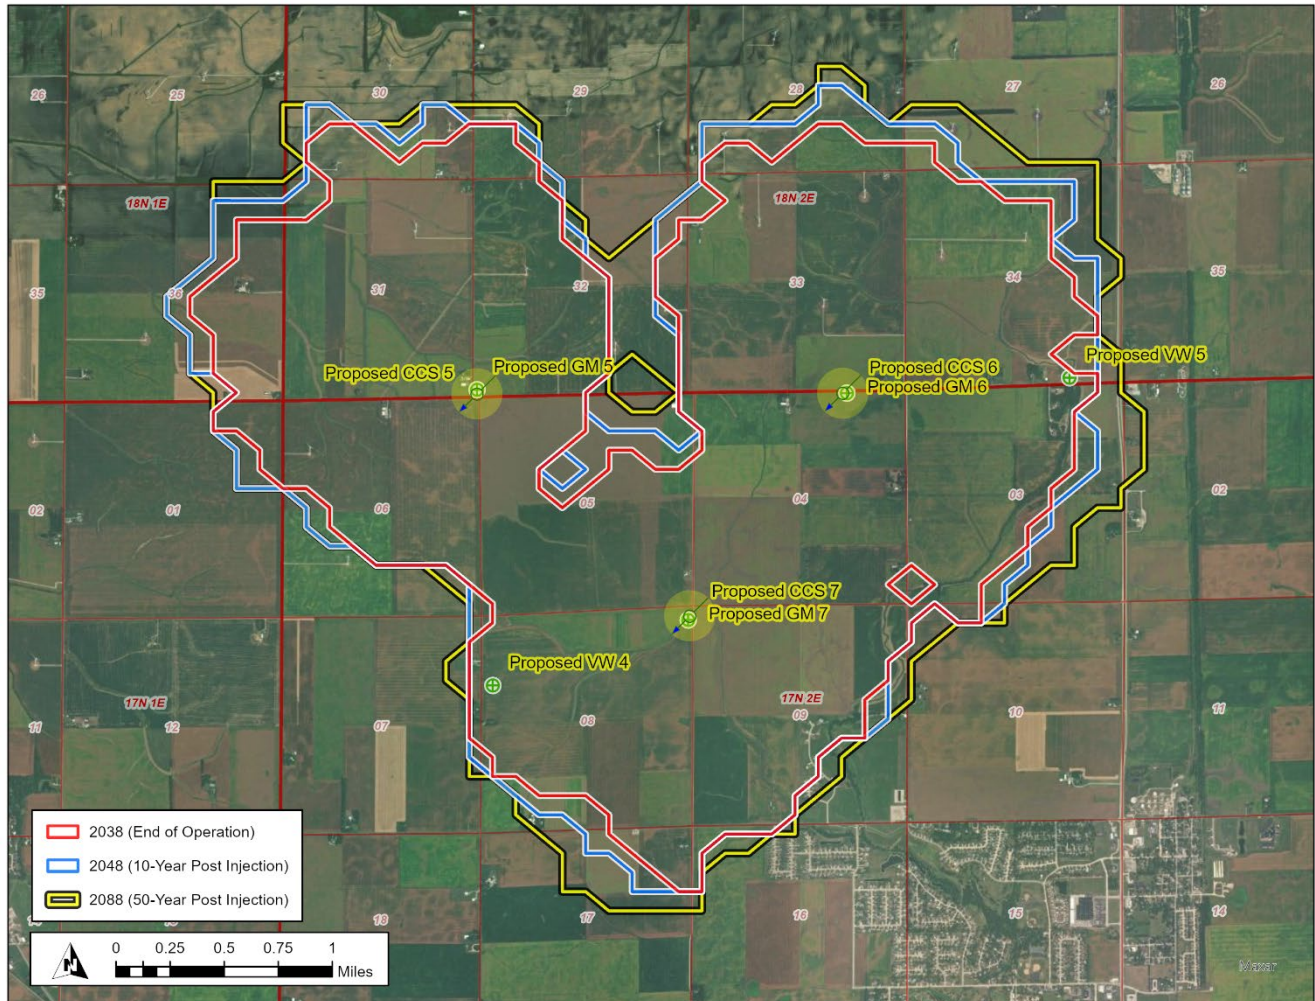 26
25
30
29
28
27
26
18N 1E
18N 2E
35
36
31
32
33
34
35
Proposed CCS 5
Proposed GM 5
Proposed CCS 6
Proposed GM 6
Proposed VW 5
02
01
06
05
04
03
02
Proposed CCS 7
Proposed GM 7
Proposed VW 4
17N 1E
17N 2E
11
12
07
08
09
10
11
2038 (End of Operation)
2048 (10-Year Post Injection)
2088 (50-Year Post Injection)
18
17
16
15
14
N
0 0.25 0.5 0.75 1
Miles
Maxar